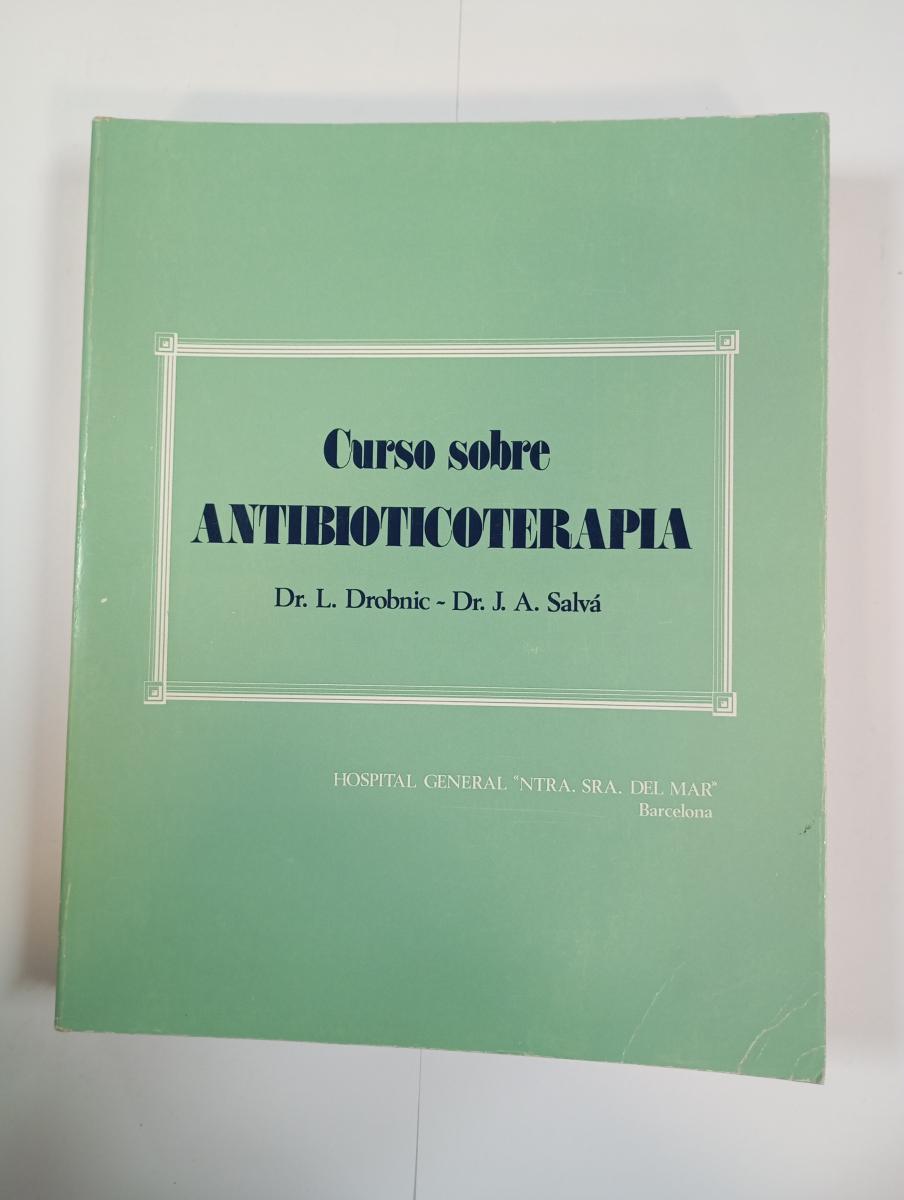 Curso sobre
ANTIBIOTICOTERAPIA
Dr. L. Drobnic - Dr. J. A. Salvá
HOSPITAL GENERAL "NTRA. SRA. DEL MAR"
Barcelona